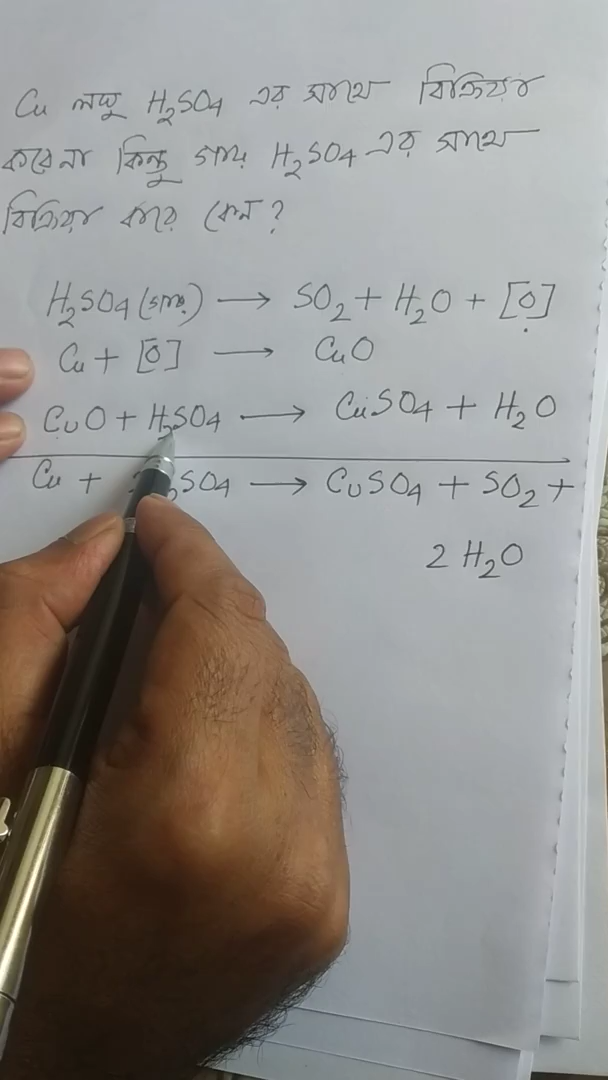 Cu লঘু H₂SO₄ এর সাথে বিক্রিয়া
করেনা কিন্তু গাঢ় H₂SO₄ এর সাথে
বিক্রিয়া করে কেন?
H₂SO₄ (গাঢ়) → SO₂ + H₂O + [O]
Cu + [O] → CuO
CuO + H₂SO₄ → CuSO₄ + H₂O
Cu + ₂SO₄ → CuSO₄ + SO₂ +
2 H₂O